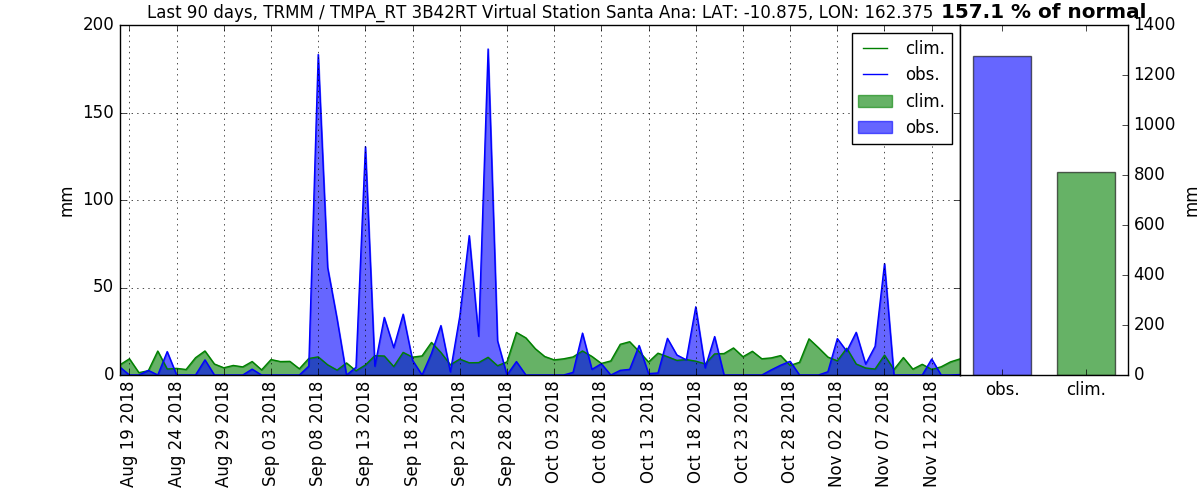 Last 90 days, TRMM / TMPA_RT 3B42RT Virtual Station Santa Ana: LAT: -10.875, LON: 162.375 157.1 % of normal
200
150
100
50
0
mm
clim.
obs.
clim.
obs.
1400
1200
1000
800
600
400
200
0
mm
obs.
clim.
Aug 19 2018
Aug 24 2018
Aug 29 2018
Sep 03 2018
Sep 08 2018
Sep 13 2018
Sep 18 2018
Sep 23 2018
Sep 28 2018
Oct 03 2018
Oct 08 2018
Oct 13 2018
Oct 18 2018
Oct 23 2018
Oct 28 2018
Nov 02 2018
Nov 07 2018
Nov 12 2018